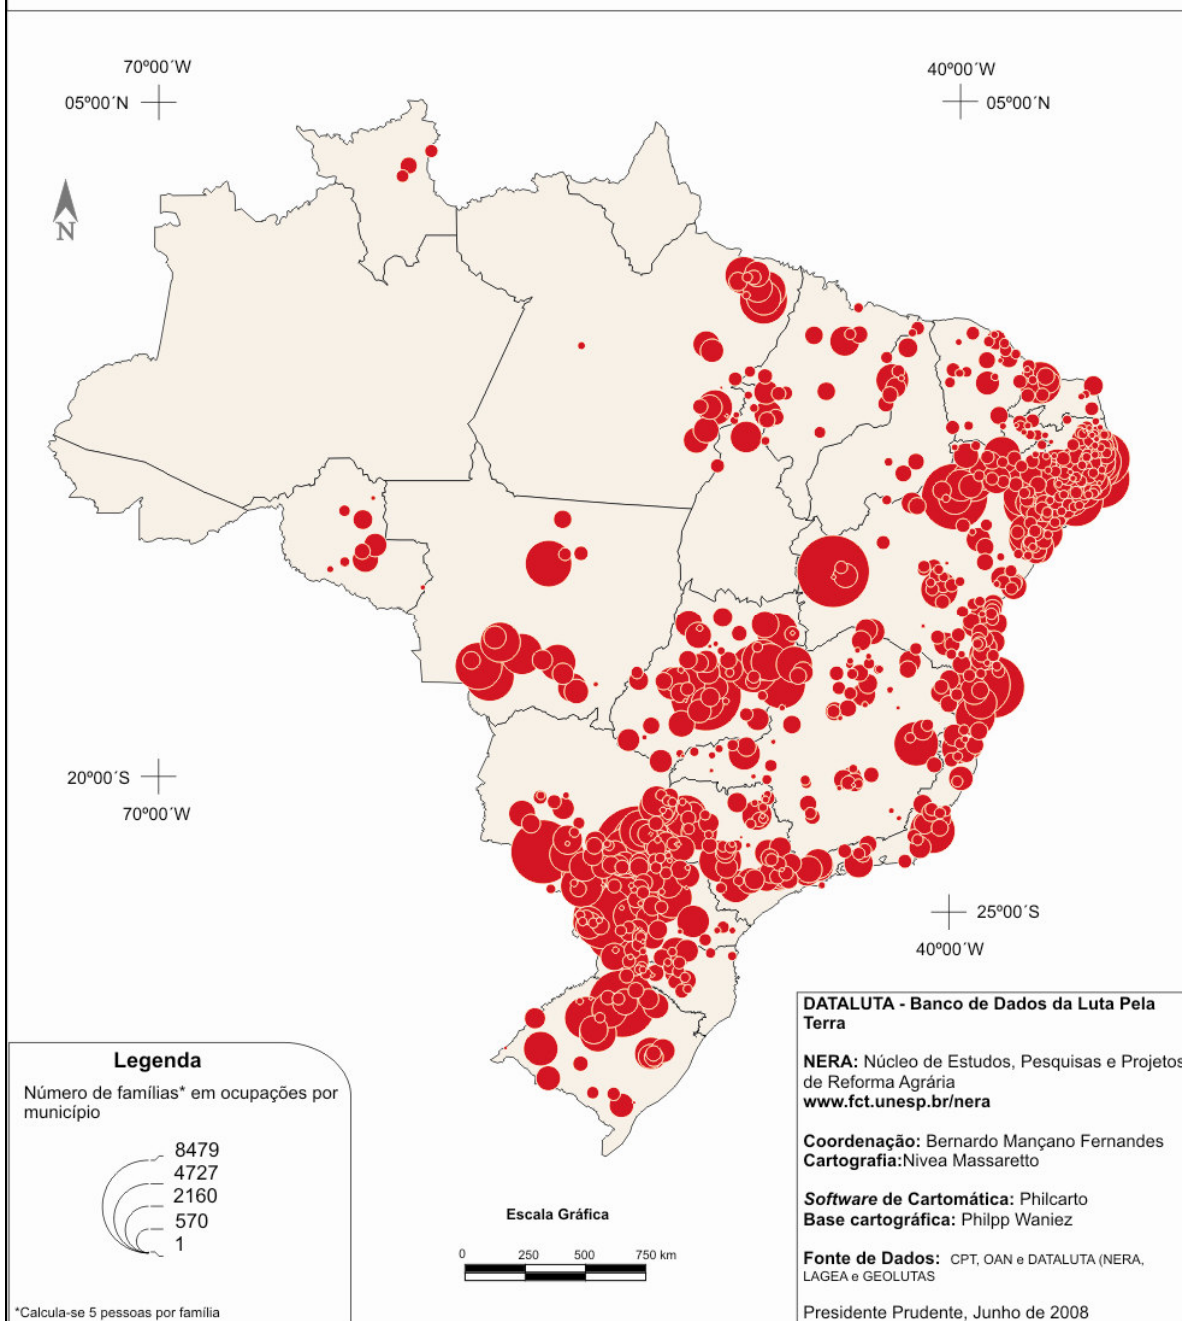 70º00´W
40º00´W
05º00´N
05º00´N
N
20º00´S
70º00´W
25º00´S
40º00´W
Legenda
Número de famílias* em ocupações por
município
8479
4727
2160
570
1
*Calcula-se 5 pessoas por família
Escala Gráfica
0 250 500 750 km
DATALUTA - Banco de Dados da Luta Pela
Terra
NERA: Núcleo de Estudos, Pesquisas e Projetos
de Reforma Agrária
www.fct.unesp.br/nera
Coordenação: Bernardo Mançano Fernandes
Cartografia:Nivea Massaretto
Software de Cartomática: Philcarto
Base cartográfica: Philpp Waniez
Fonte de Dados: CPT, OAN e DATALUTA (NERA,
LAGEA e GEOLUTAS
Presidente Prudente, Junho de 2008